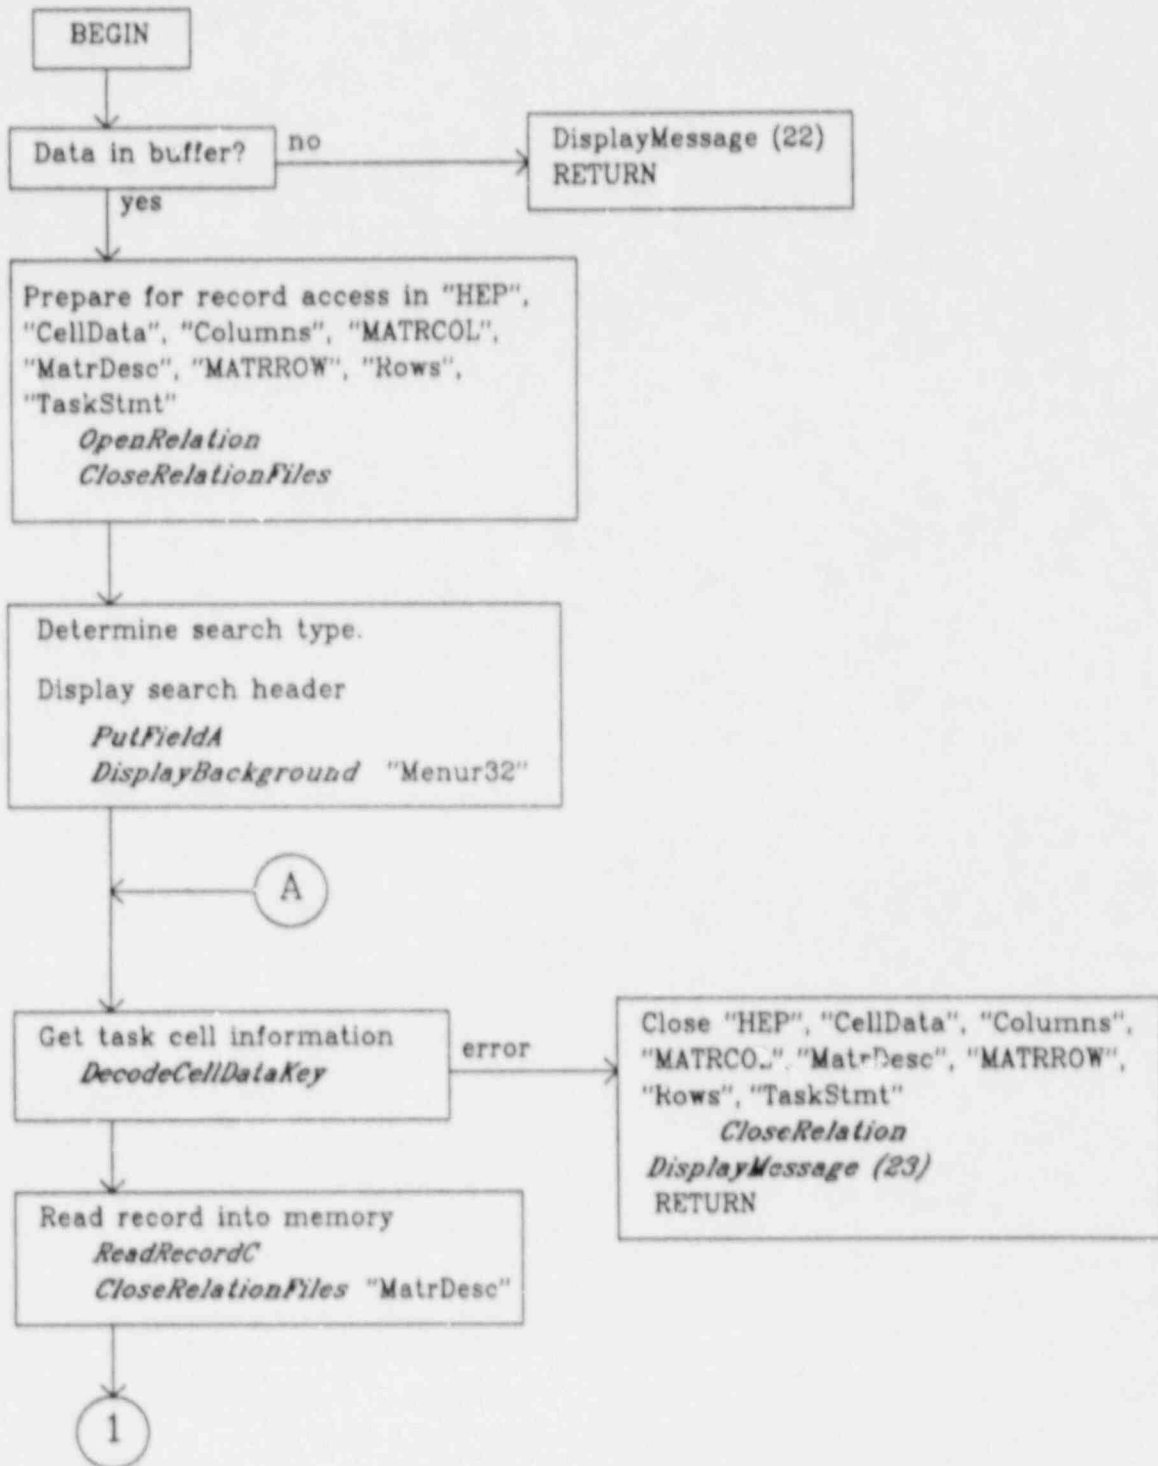 BEGIN
Data in buffer?
no
DisplayMessage (22)
RETURN
yes
Prepare for record access in "HEP",
"CellData", "Columns", "MATRCOL",
"MatrDesc", "MATRROW", "Rows",
"TaskStmt"
OpenRelation
CloseRelationFiles
Determine search type.
Display search header
PutFieldA
DisplayBackground "Menur32"
A
Get task cell information
DecodeCellDataKey
error
Close "HEP", "CellData", "Columns",
"MATRCOL", "MatrDesc", "MATRROW",
"Rows", "TaskStmt"
CloseRelation
DisplayMessage (23)
RETURN
Read record into memory
ReadRecordC
CloseRelationFiles "MatrDesc"
1